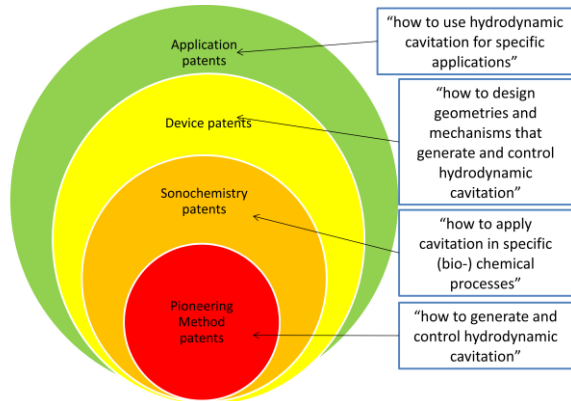 Application
patents
"how to use hydrodynamic
cavitation for specific
applications"
Device patents
"how to design
geometries and
mechanisms that
generate and control
hydrodynamic
cavitation"
Sonochemistry
patents
"how to apply
cavitation in specific
(bio-) chemical
processes"
Pioneering
Method
patents
"how to generate and
control hydrodynamic
cavitation"